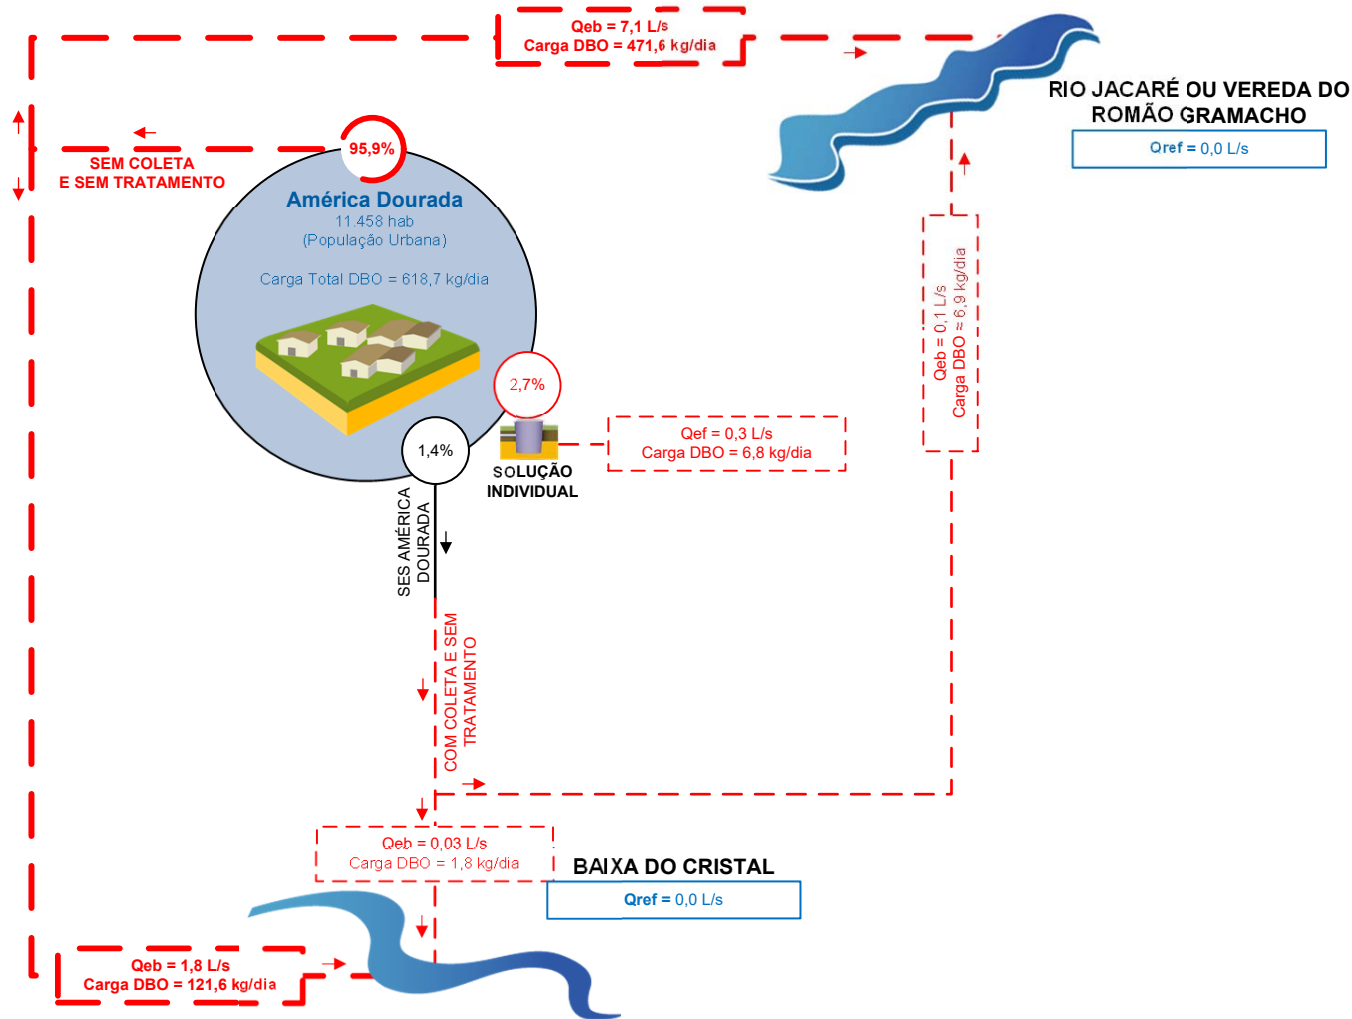 Qeb = 7,1 L/s
Carga DBO = 471,6 kg/dia
RIO JACARÉ OU VEREDA DO
ROMÃO GRAMACHO
Qref = 0,0 L/s
95,9%
SEM COLETA
E SEM TRATAMENTO
América Dourada
11.458 hab
(População Urbana)
Carga Total DBO = 618,7 kg/dia
Qeb = 0,1 L/s
Carga DBO = 6,9 kg/dia
2,7%
Qef = 0,3 L/s
Carga DBO = 6,8 kg/dia
1,4%
SOLUÇÃO
INDIVIDUAL
SES AMÉRICA
DOURADA
COM COLETA E SEM
TRATAMENTO
Qeb = 0,03 L/s
Carga DBO = 1,8 kg/dia
BAIXA DO CRISTAL
Qref = 0,0 L/s
Qeb = 1,8 L/s
Carga DBO = 121,6 kg/dia